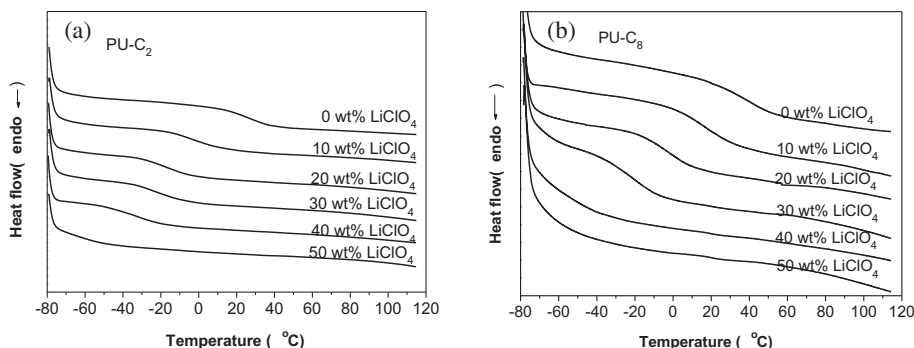 (a)
PU-C₂
Heat flow( endo →)
0 wt% LiClO₄
10 wt% LiClO₄
20 wt% LiClO₄
30 wt% LiClO₄
40 wt% LiClO₄
50 wt% LiClO₄
-80 -60 -40 -20 0 20 40 60 80 100 120
Temperature ( °C)
(b)
PU-C₈
Heat flow( endo →)
0 wt% LiClO₄
10 wt% LiClO₄
20 wt% LiClO₄
30 wt% LiClO₄
40 wt% LiClO₄
50 wt% LiClO₄
-80 -60 -40 -20 0 20 40 60 80 100 120
Temperature ( °C)